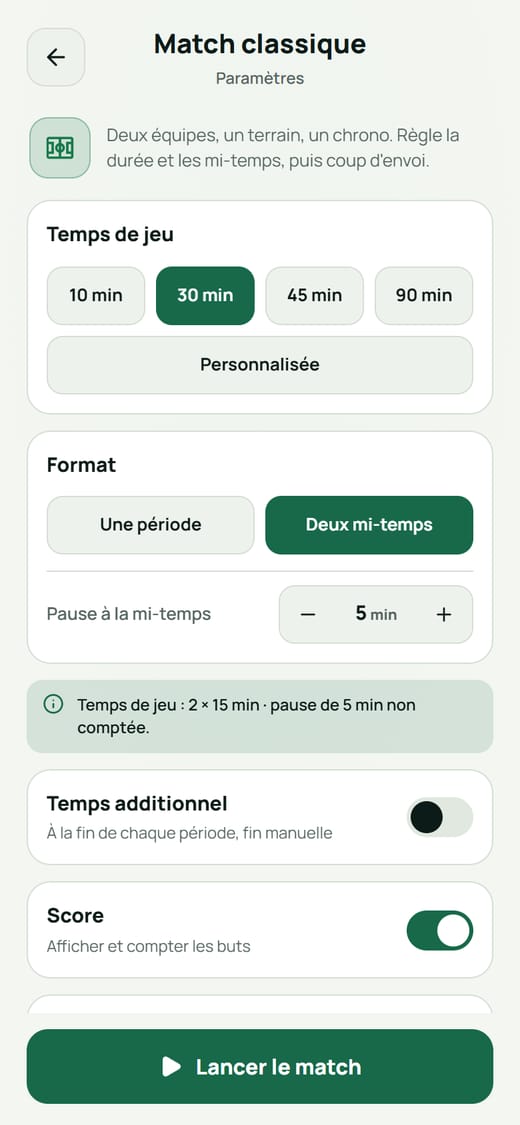 Match classique
Paramètres
Deux équipes, un terrain, un chrono. Règle la
durée et les mi-temps, puis coup d'envoi.
Temps de jeu
10 min
30 min
45 min
90 min
Personnalisée
Format
Une période
Deux mi-temps
Pause à la mi-temps
5 min
Temps de jeu : 2 × 15 min · pause de 5 min non
comptée.
Temps additionnel
À la fin de chaque période, fin manuelle
Score
Afficher et compter les buts
Lancer le match